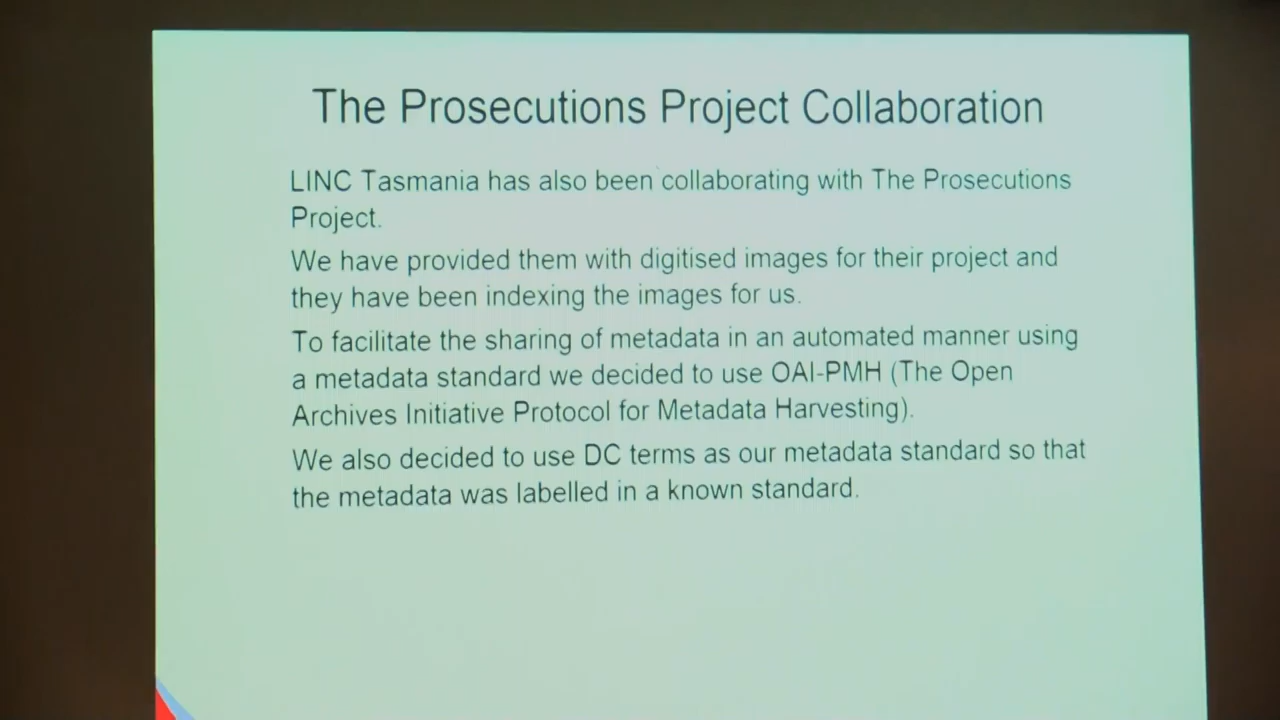 The Prosecutions Project Collaboration
LINC Tasmania has also been collaborating with The Prosecutions
Project.
We have provided them with digitised images for their project and
they have been indexing the images for us.
To facilitate the sharing of metadata in an automated manner using
a metadata standard we decided to use OAI-PMH (The Open
Archives Initiative Protocol for Metadata Harvesting).
We also decided to use DC terms as our metadata standard so that
the metadata was labelled in a known standard.